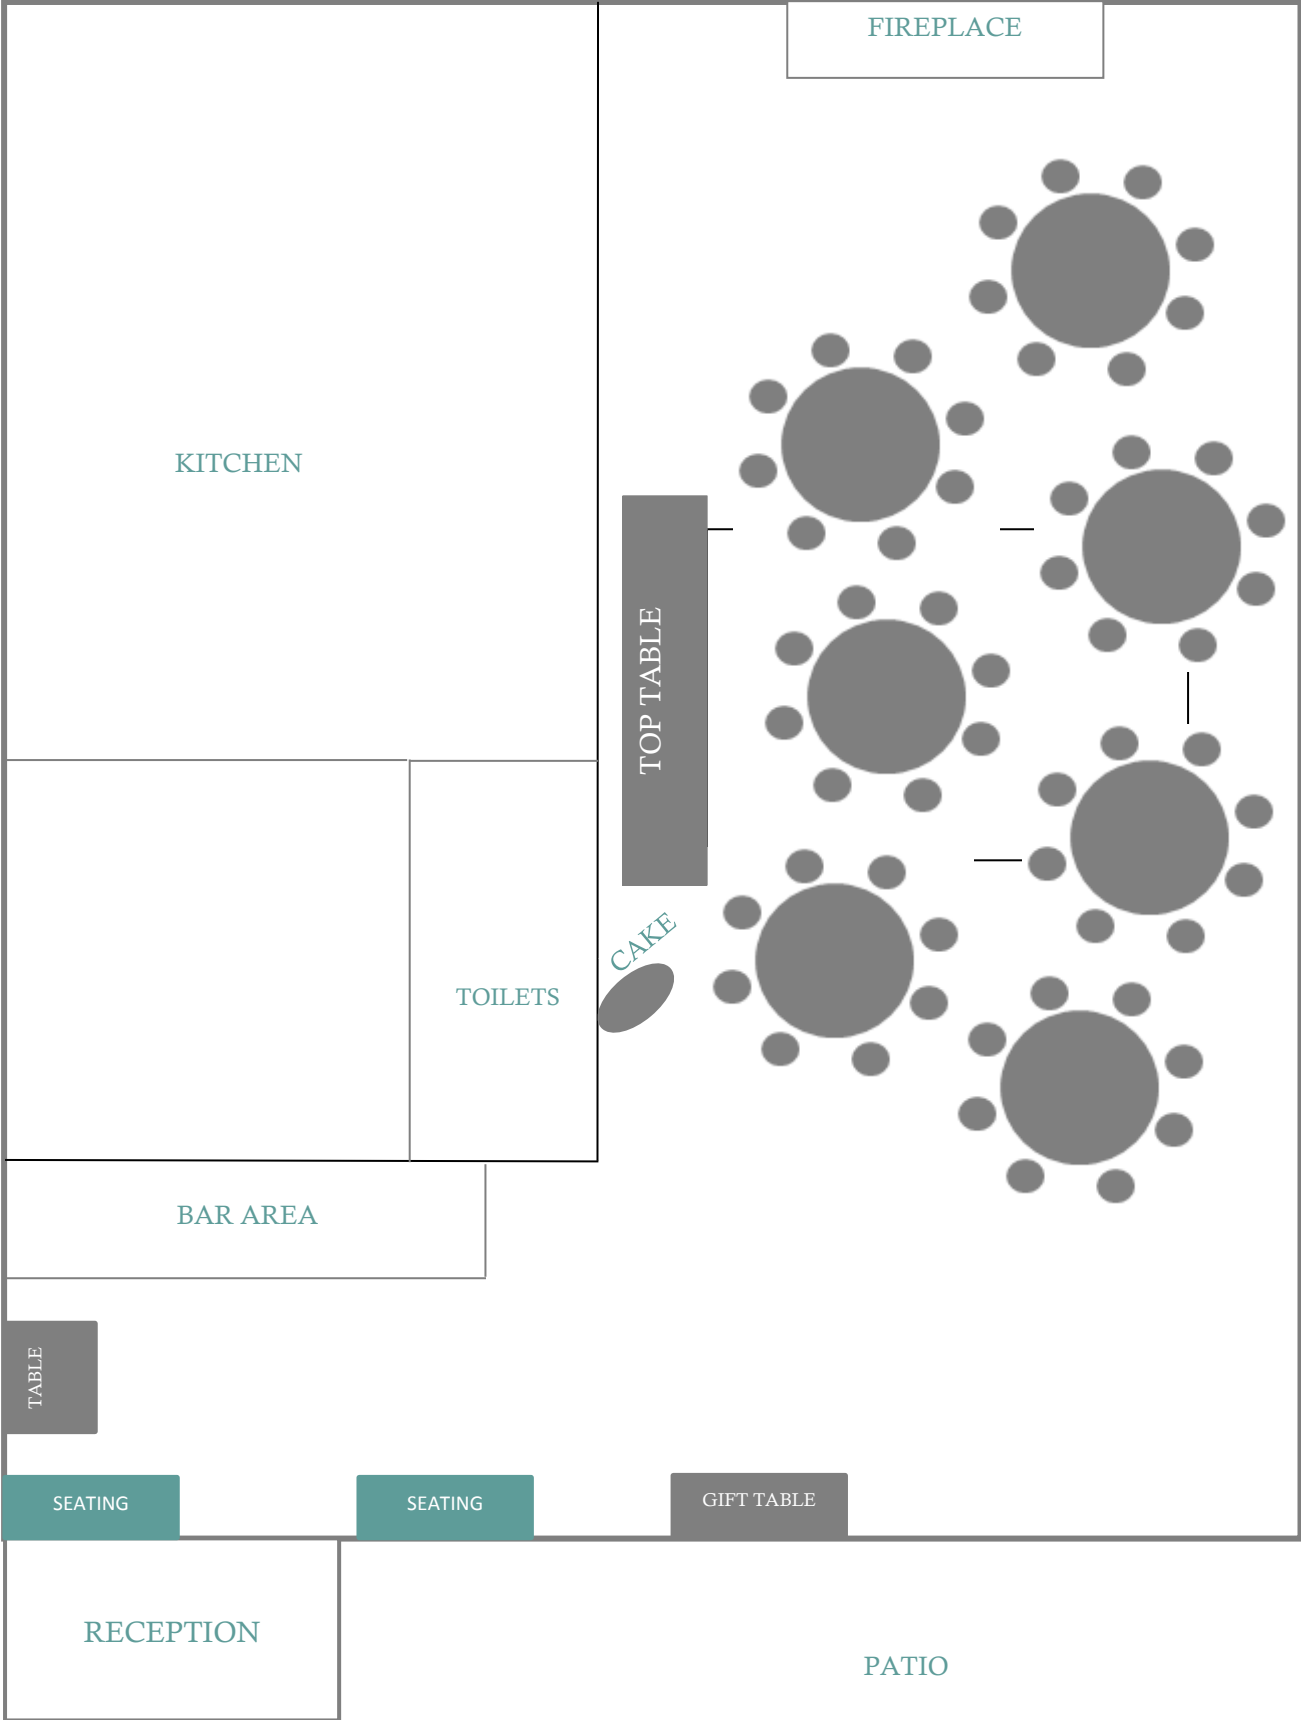 FIREPLACE
KITCHEN
TOP TABLE
CAKE
TOILETS
BAR AREA
TABLE
SEATING
SEATING
GIFT TABLE
RECEPTION
PATIO